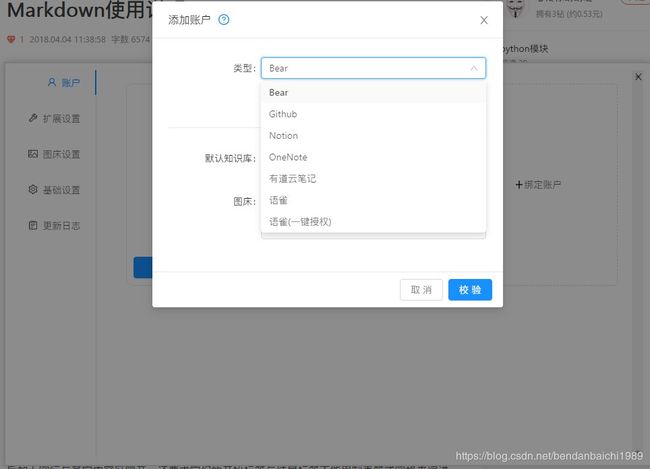 Markdown使用说
1 2018.04.04 11:38:58 字数 6574
拥有3钻 (约0.53元)
python模块
添加账户
类型：
Bear
Bear
Github
Notion
OneNote
有道云笔记
语雀
语雀(一键授权)
默认知识库：
图床：
取 消
校 验
账户
扩展设置
图床设置
基础设置
更新日志
+绑定账户
https://blog.csdn.net/bendanbaichi1989